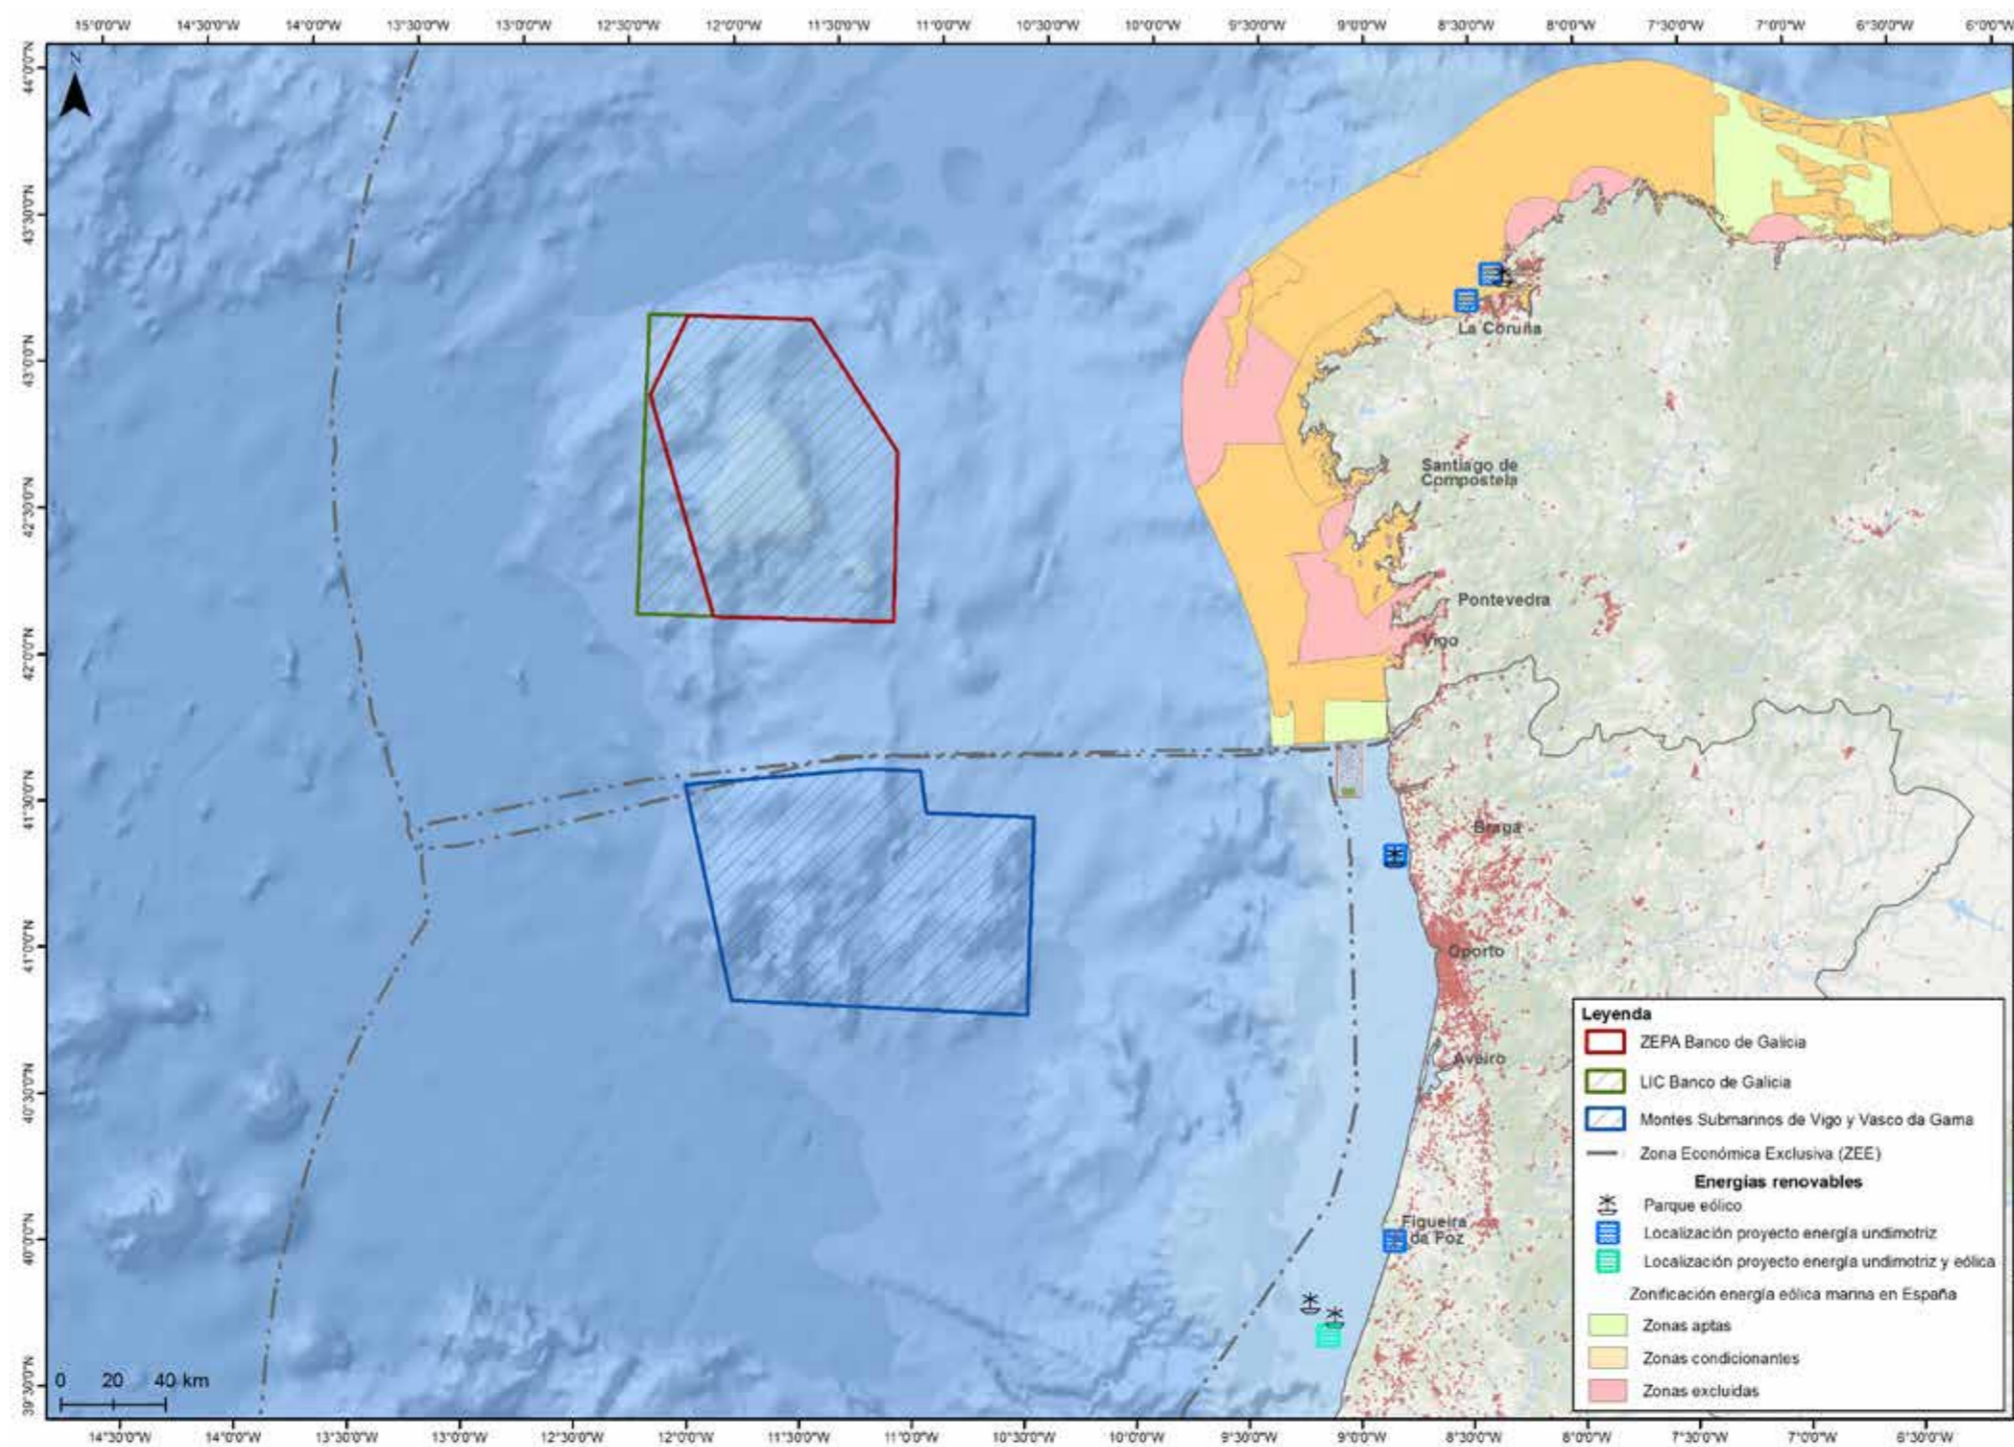 15°0'0"W 14°30'0"W 14°0'0"W 13°30'0"W 13°0'0"W 12°30'0"W 12°0'0"W 11°30'0"W 11°0'0"W 10°30'0"W 10°0'0"W 9°30'0"W 9°0'0"W 8°30'0"W 8°0'0"W 7°30'0"W 7°0'0"W 6°30'0"W 6°0'0"W
44°0'0"N
43°30'0"N
43°0'0"N
42°30'0"N
42°0'0"N
41°30'0"N
41°0'0"N
40°30'0"N
40°0'0"N
39°30'0"N
Z
La Coruña
Santiago de
Compostela
Pontevedra
Vigo
Braga
Oporto
Aveiro
Figueira
da Foz
Leyenda
ZEPA Banco de Galicia
LIC Banco de Galicia
Montes Submarinos de Vigo y Vasco da Gama
Zona Económica Exclusiva (ZEE)
Energías renovables
Parque eólico
Localización proyecto energía undimotriz
Localización proyecto energía undimotriz y eólica
Zonificación energía eólica marina en España
Zonas aptas
Zonas condicionantes
Zonas excluidas
0 20 40 km
14°30'0"W 14°0'0"W 13°30'0"W 13°0'0"W 12°30'0"W 12°0'0"W 11°30'0"W 11°0'0"W 10°30'0"W 10°0'0"W 9°30'0"W 9°0'0"W 8°30'0"W 8°0'0"W 7°30'0"W 7°0'0"W 6°30'0"W